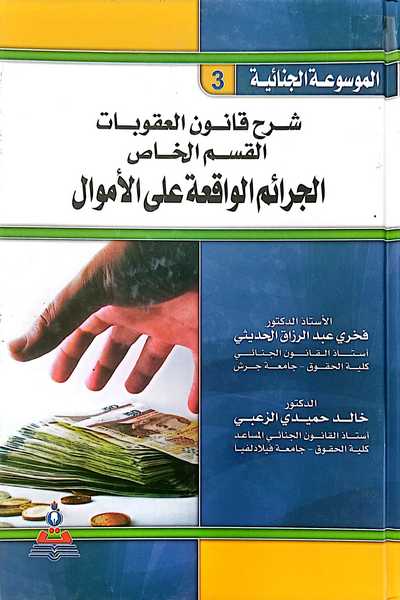 الموسوعة الجنائية 3
شرح قانون العقوبات
القسم الخاص
الجرائم الواقعة على الأموال
الأستاذ الدكتور
فخري عبد الرزاق الحديثي
أستاذ القانون الجنائي
كلية الحقوق - جامعة جرش
الدكتور
خالد حميدي الزعبي
أستاذ القانون الجنائي المساعد
كلية الحقوق - جامعة فيلادلفيا